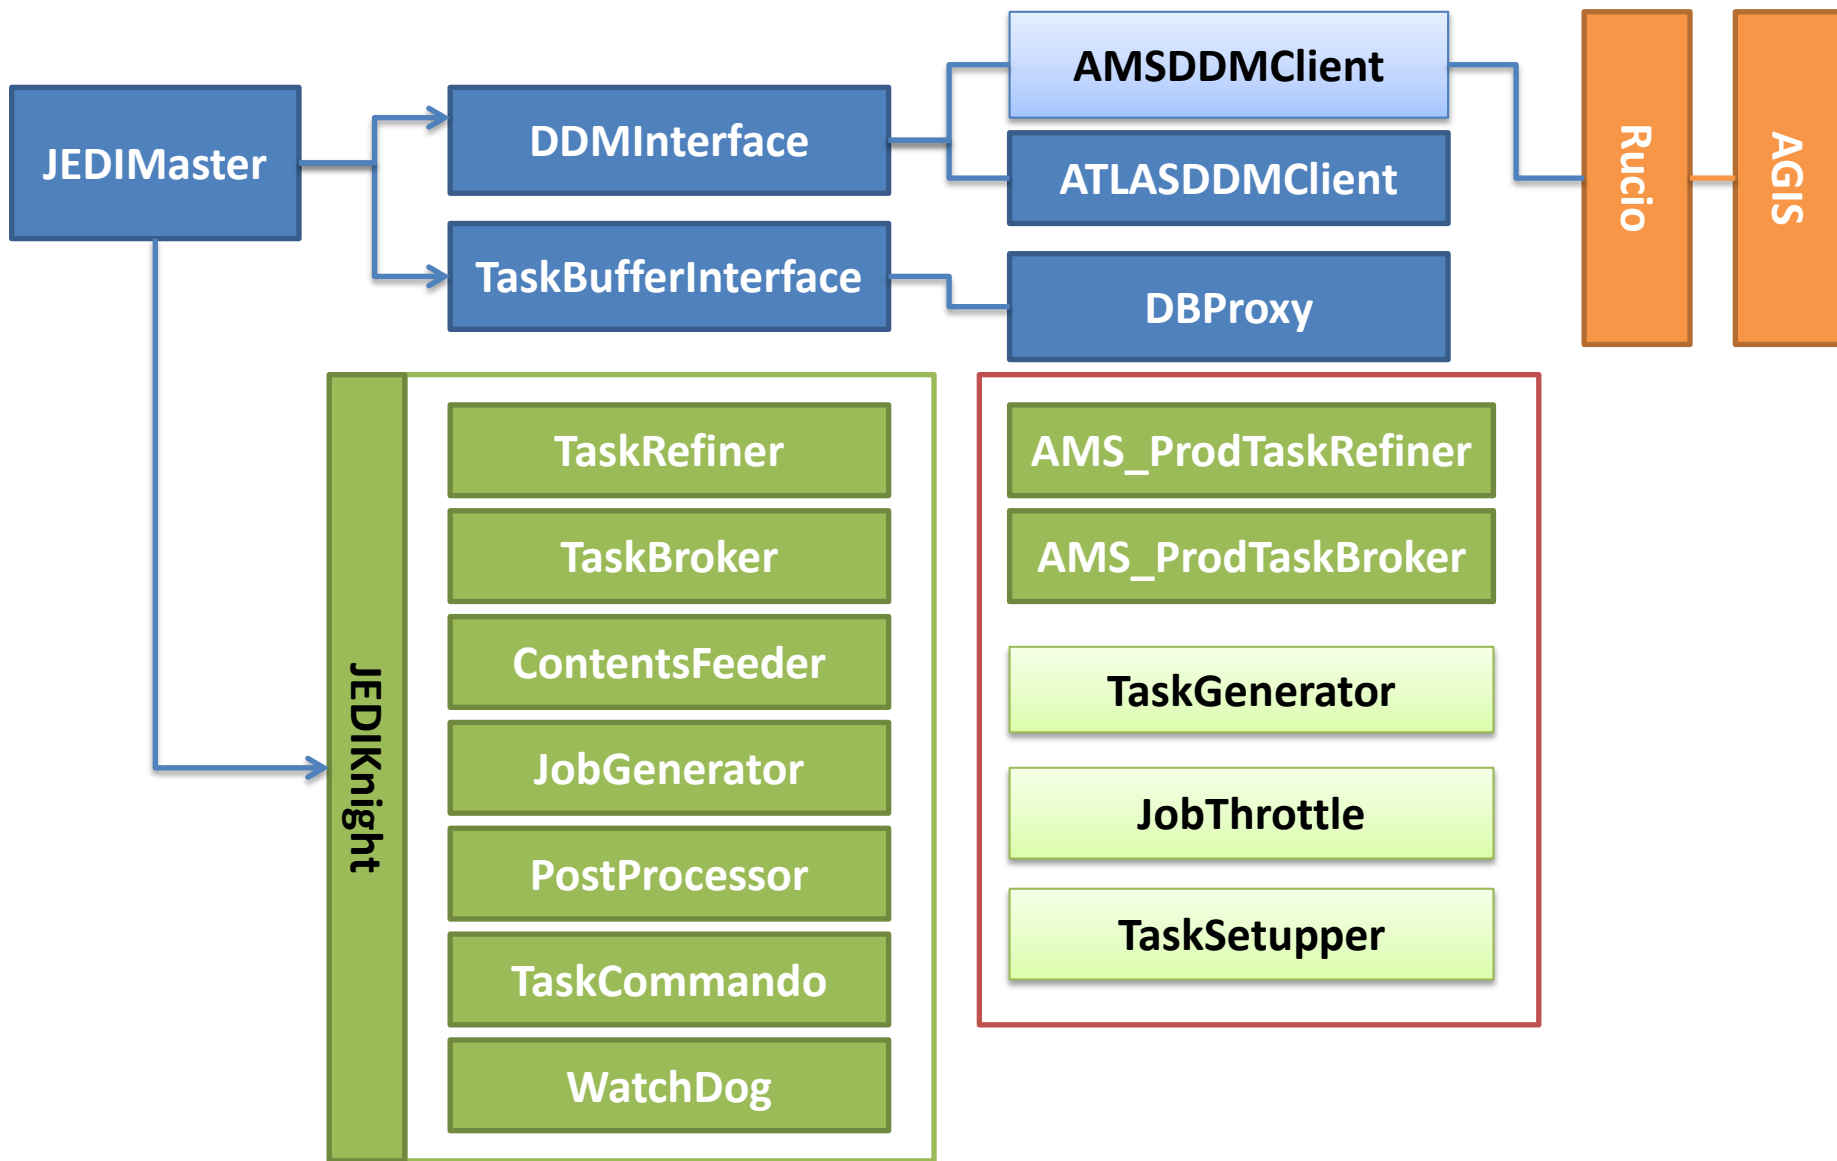 JEDIMaster
DDMInterface
TaskBufferInterface
AMSDDMClient
ATLASDDMClient
DBProxy
Rucio
AGIS
JEDIKnight
TaskRefiner
TaskBroker
ContentsFeeder
JobGenerator
PostProcessor
TaskCommando
WatchDog
AMS_ProdTaskRefiner
AMS_ProdTaskBroker
TaskGenerator
JobThrottle
TaskSetupper